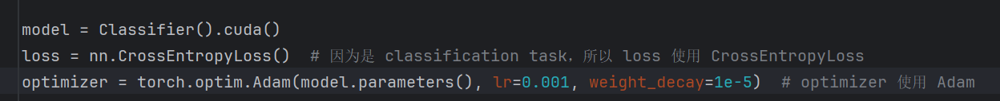 model = Classifier().cuda()
loss = nn.CrossEntropyLoss()  # 因为是 classification task，所以 loss 使用 CrossEntropyLoss
optimizer = torch.optim.Adam(model.parameters(), lr=0.001, weight_decay=1e-5)  # optimizer 使用 Adam